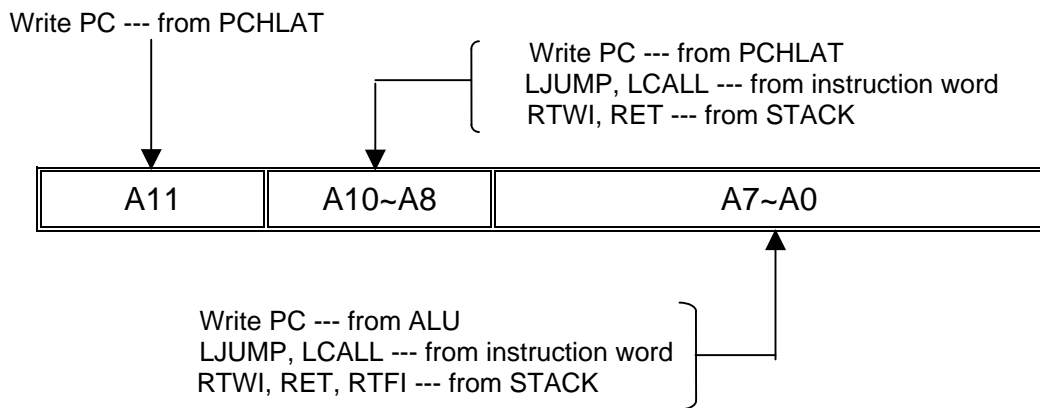 Write PC --- from PCHLAT
Write PC --- from PCHLAT
LJUMP, LCALL --- from instruction word
RTWI, RET --- from STACK
A11
A10~A8
A7~A0
Write PC --- from ALU
LJUMP, LCALL --- from instruction word
RTWI, RET, RTFI --- from STACK